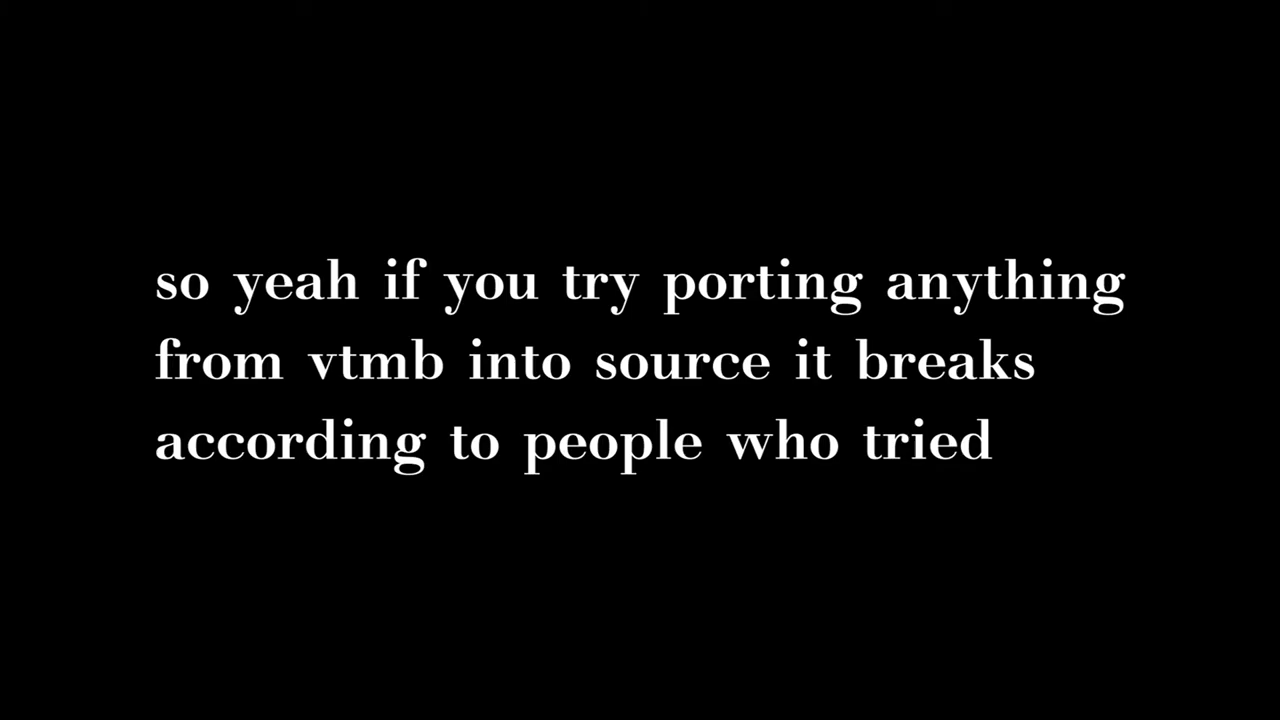 so yeah if you try porting anything
from vtmb into source it breaks
according to people who tried